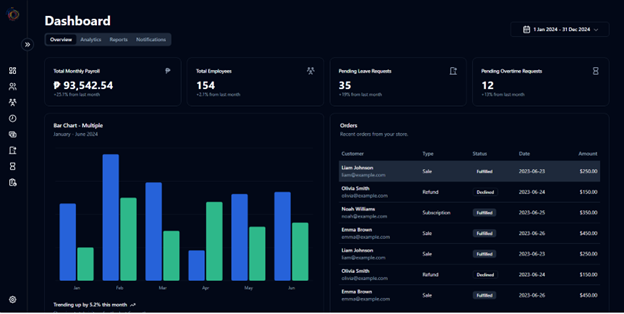 Dashboard
1 Jan 2024 - 31 Dec 2024
Overview Analytics Reports Notifications
Total Monthly Payroll
₱ 93,542.54
+23.1% from last month
Total Employees
154
+2.1% from last month
Pending Leave Requests
35
+19% from last month
Pending Overtime Requests
12
+13% from last month
Bar Chart - Multiple
January - June 2024
Jan Feb Mar Apr May Jun
Trending up by 5.2% this month
Orders
Recent orders from your store.
Customer Type Status Date Amount
Liam Johnson
liam@example.com
Sale Fulfilled 2023-06-23 $250.00
Olivia Smith
olivia@example.com
Refund Declined 2023-06-24 $150.00
Noah Williams
noah@example.com
Subscription Fulfilled 2023-06-25 $350.00
Emma Brown
emma@example.com
Sale Fulfilled 2023-06-26 $450.00
Liam Johnson
liam@example.com
Sale Fulfilled 2023-06-23 $250.00
Olivia Smith
olivia@example.com
Refund Declined 2023-06-24 $150.00
Emma Brown
emma@example.com
Sale Fulfilled 2023-06-26 $450.00